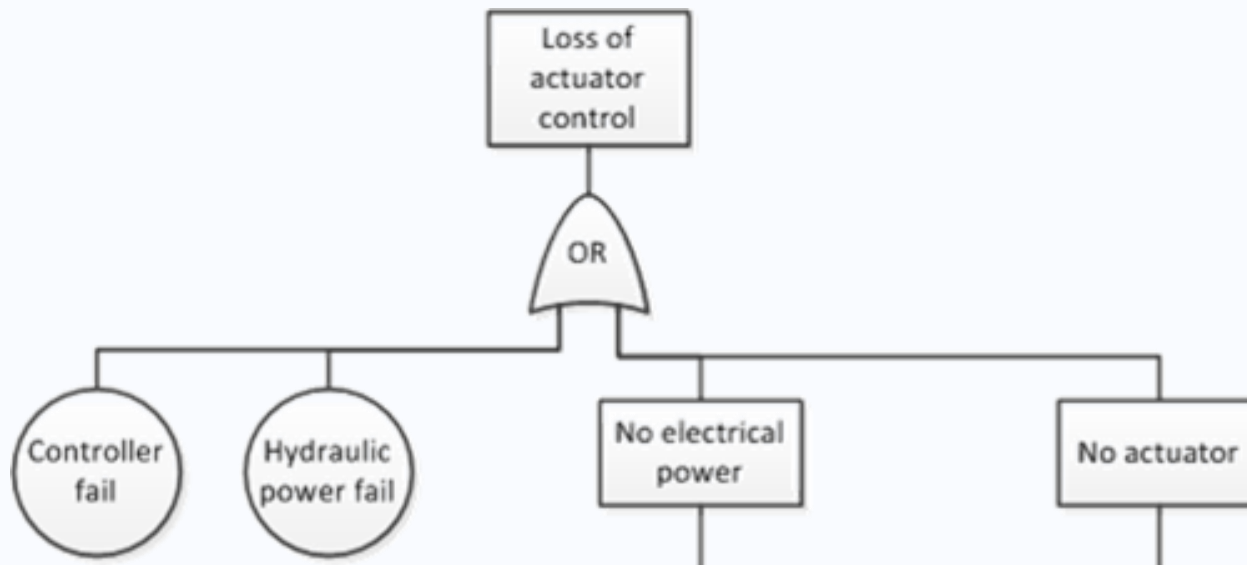 Loss of
actuator
control
OR
Controller
fail
Hydraulic
power fail
No electrical
power
No actuator